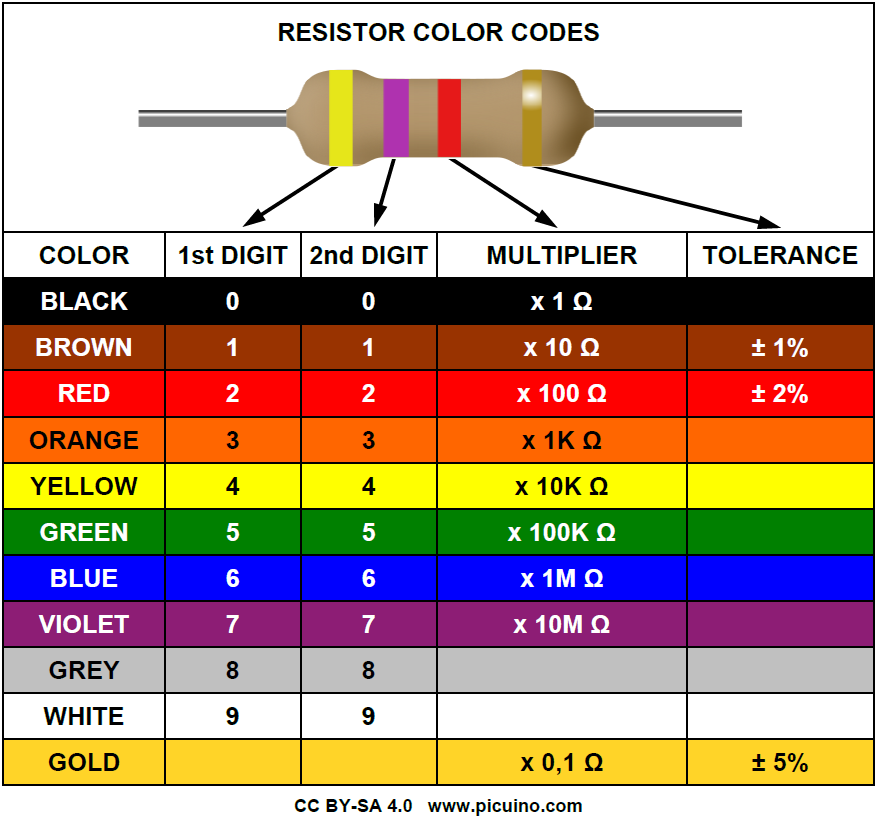 RESISTOR COLOR CODES
COLOR 1st DIGIT 2nd DIGIT MULTIPLIER TOLERANCE
BLACK 0 0 x 1 Ω
BROWN 1 1 x 10 Ω ± 1%
RED 2 2 x 100 Ω ± 2%
ORANGE 3 3 x 1K Ω
YELLOW 4 4 x 10K Ω
GREEN 5 5 x 100K Ω
BLUE 6 6 x 1M Ω
VIOLET 7 7 x 10M Ω
GREY 8 8
WHITE 9 9
GOLD x 0,1 Ω ± 5%
CC BY-SA 4.0 www.picuino.com